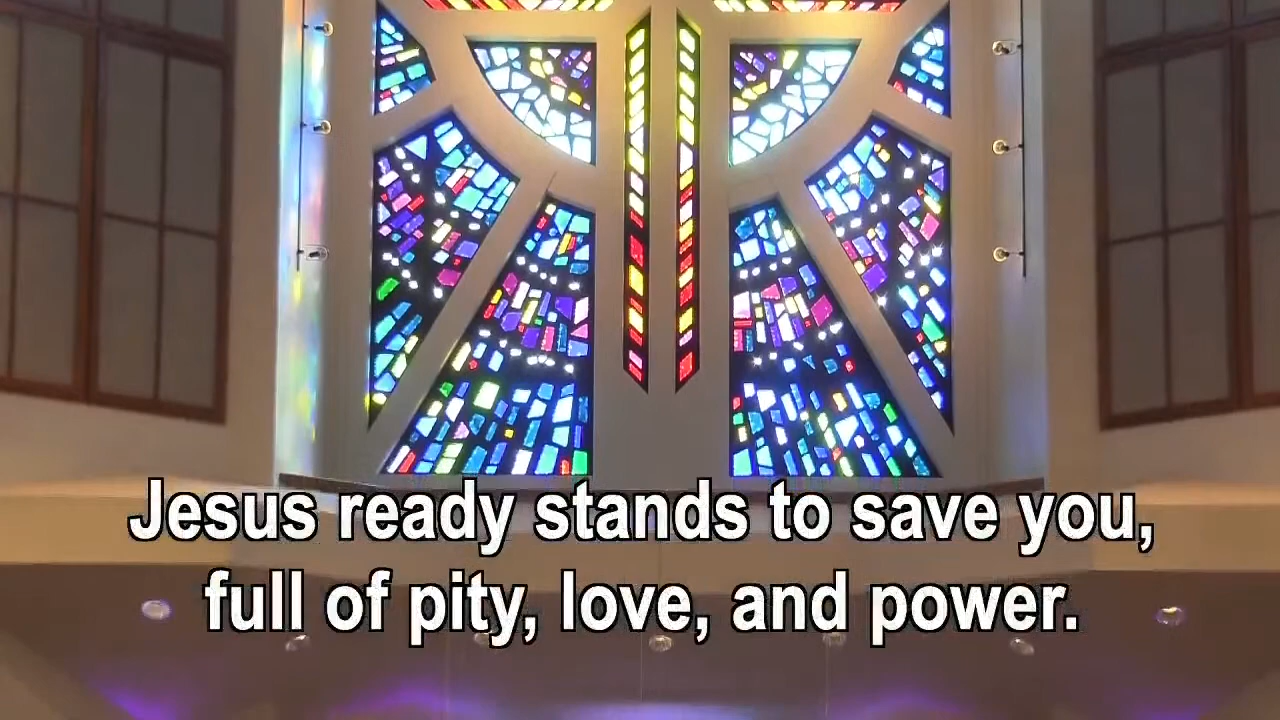 Jesus ready stands to save you,
full of pity, love, and power.